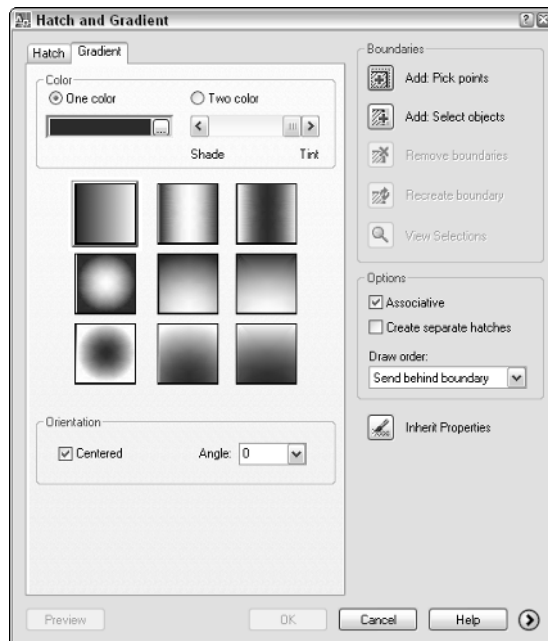 Hatch and Gradient
Hatch
Gradient
Color
One color
Two color
...
Shade
Tint
Orientation
Centered
Angle:
0
Boundaries
Add: Pick points
Add: Select objects
Remove boundaries
Recreate boundary
View Selections
Options
Associative
Create separate hatches
Draw order:
Send behind boundary
Inherit Properties
Preview
OK
Cancel
Help